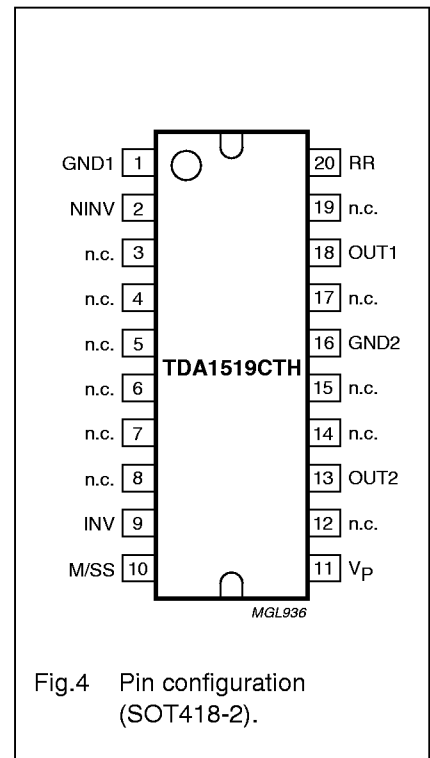 GND1 1 20 RR
NINV 2 19 n.c.
n.c. 3 18 OUT1
n.c. 4 17 n.c.
n.c. 5 16 GND2
TDA1519CTH
n.c. 6 15 n.c.
n.c. 7 14 n.c.
n.c. 8 13 OUT2
INV 9 12 n.c.
M/SS 10 11 VP
MGL936
Fig.4 Pin configuration
(SOT418-2).